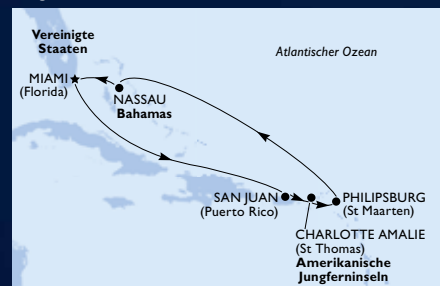 Vereinigte
Staaten
Atlantischer Ozean
MIAMI
(Florida)
NASSAU
Bahamas
SAN JUAN
(Puerto Rico)
PHILIPSBURG
(St Maarten)
CHARLOTTE AMALIE
(St Thomas)
Amerikanische
Jungferninseln